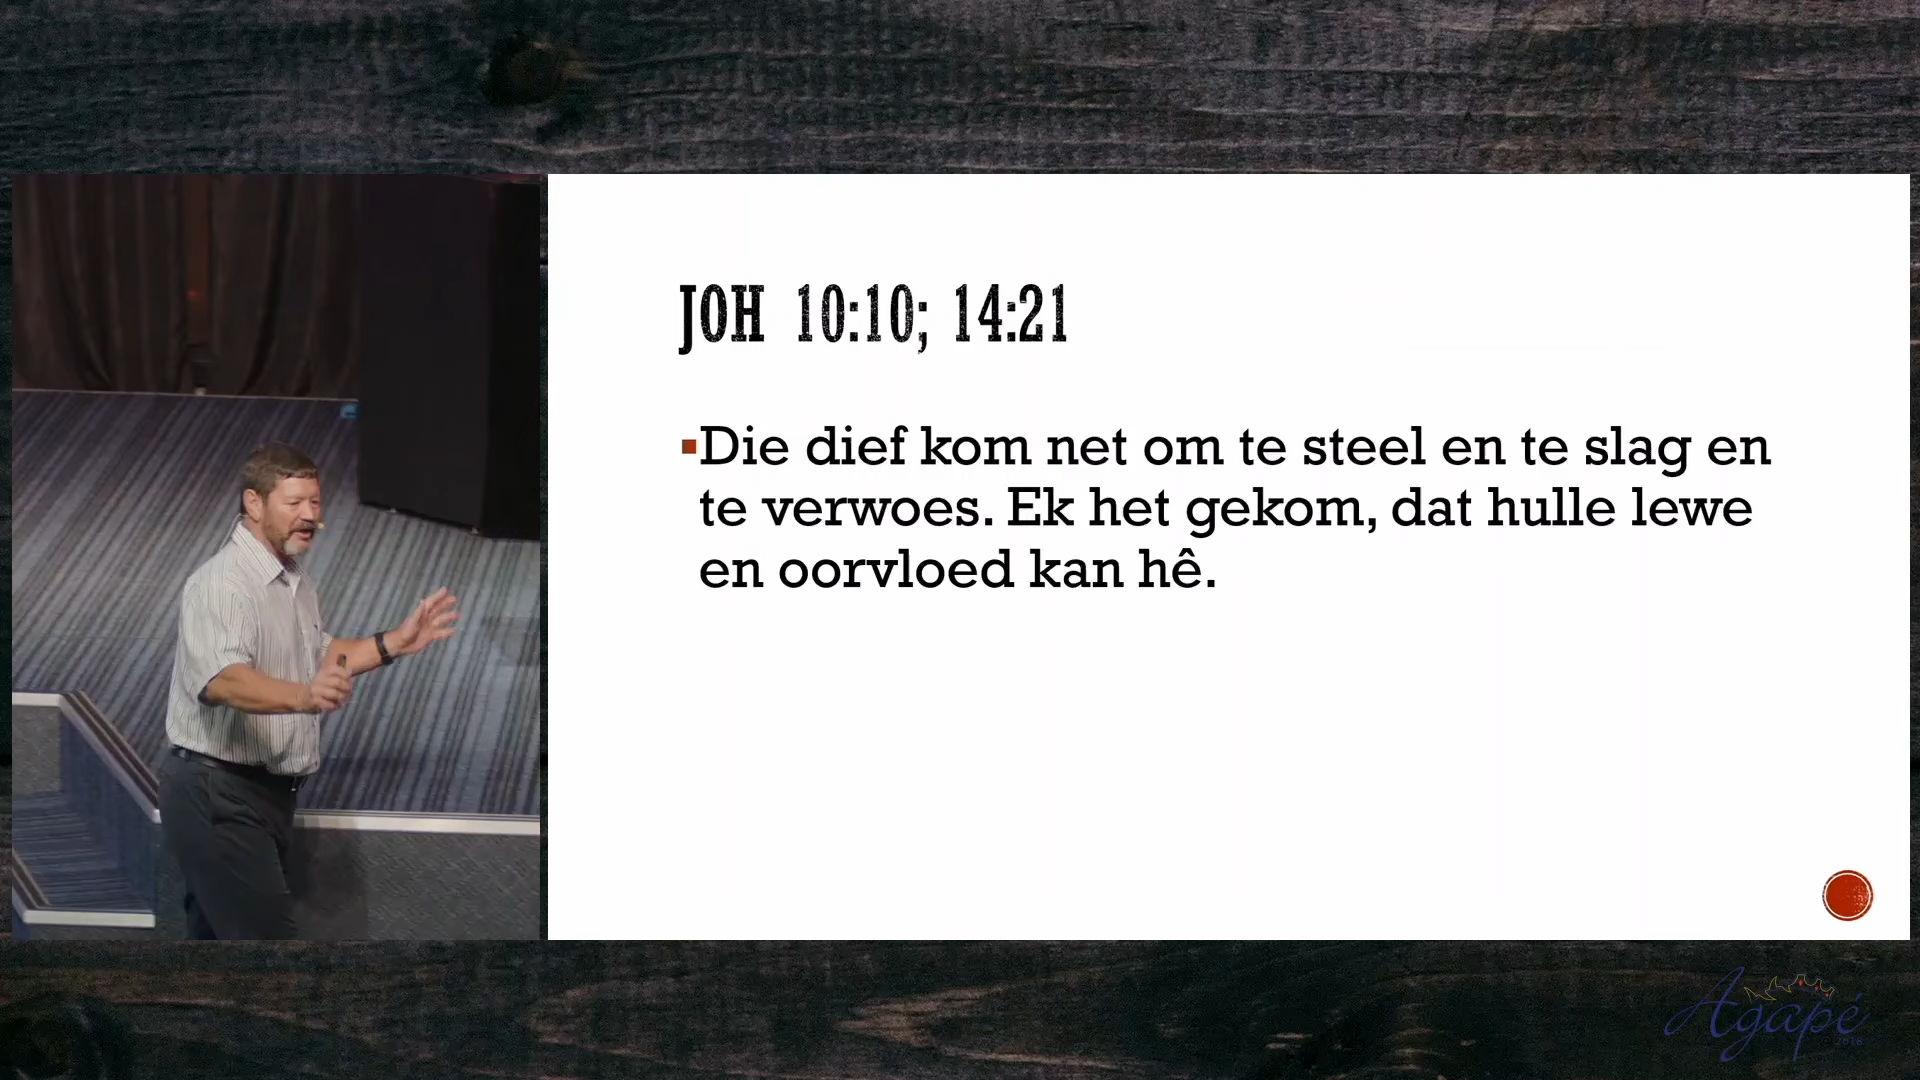 JOH 10:10; 14:21
Die dief kom net om te steel en te slag en
te verwoes. Ek het gekom, dat hulle lewe
en oorvloed kan hê.
Agapé